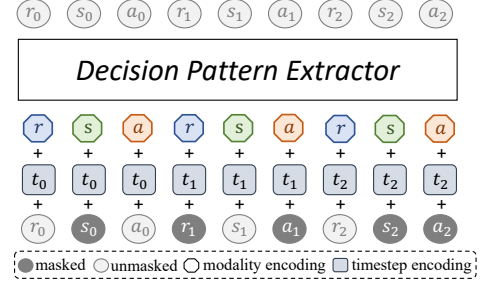 r₀ s₀ a₀ r₁ s₁ a₁ r₂ s₂ a₂
Decision Pattern Extractor
r s a r s a r s a
+ + + + + + + + +
t₀ t₀ t₀ t₁ t₁ t₁ t₂ t₂ t₂
+ + + + + + + + +
r₀ s₀ a₀ r₁ s₁ a₁ r₂ s₂ a₂
masked unmasked modality encoding timestep encoding